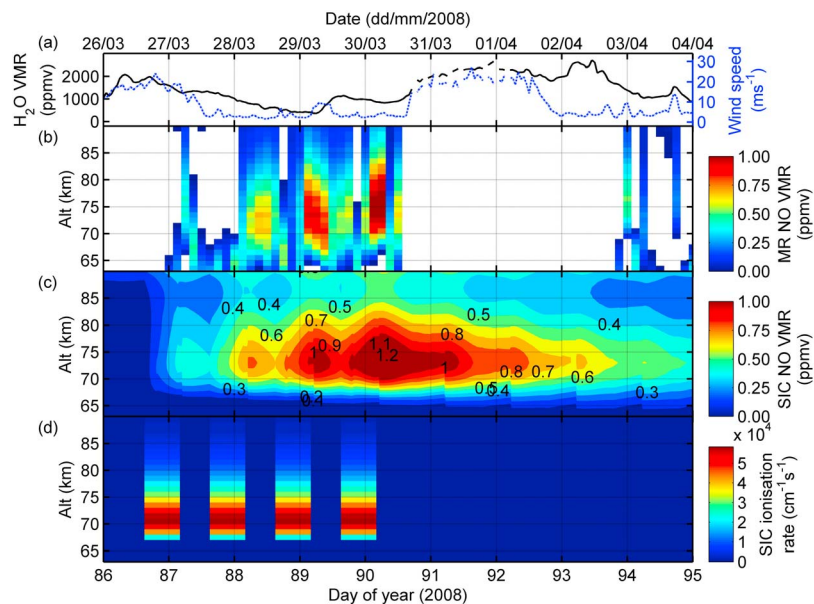 Date (dd/mm/2008)
(a)
26/03 27/03 28/03 29/03 30/03 31/03 01/04 02/04 03/04 04/04
H2O VMR
(ppmv)
2000
1000
0
30
20
10
0
Wind speed
(ms-1)
(b)
Alt (km)
85
80
75
70
65
1.00
0.75
0.50
0.25
0.00
MR NO VMR
(ppmv)
(c)
Alt (km)
85
80
75
70
65
0.4 0.4 0.5 0.5 0.4
0.6 0.7 0.8
1 0.9 1.1 1.2 1 0.8 0.7 0.6
0.3 0.2 0.5 0.4 0.3
1.00
0.75
0.50
0.25
0.00
SIC NO VMR
(ppmv)
(d)
Alt (km)
85
80
75
70
65
x 10^4
5
4
3
2
1
0
SIC ionisation
rate (cm-1s-1)
86 87 88 89 90 91 92 93 94 95
Day of year (2008)